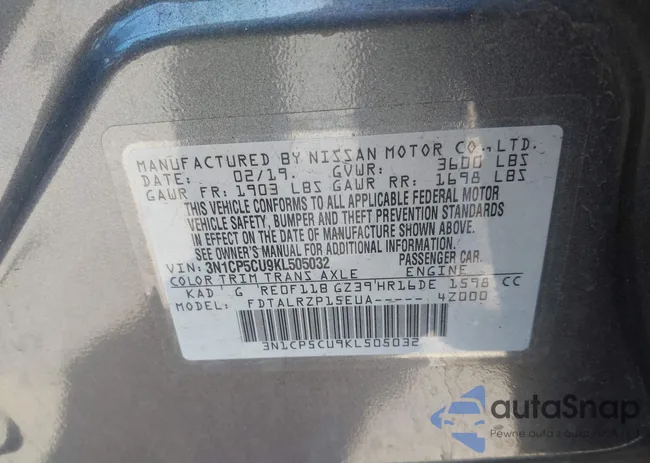 MANUFACTURED BY NISSAN MOTOR CO.,LTD.
DATE: 02/19. GVWR: 3600 LBS
GAWR FR: 1903 LBS GAWR RR: 1698 LBS
THIS VEHICLE CONFORMS TO ALL APPLICABLE FEDERAL MOTOR
VEHICLE SAFETY, BUMPER AND THEFT PREVENTION STANDARDS
IN EFFECT ON THE DATE OF MANUFACTURE SHOWN ABOVE.
SEE OWNER'S MANUAL FOR ADDITIONAL INFORMATION.
VIN: 3N1CP5CU9KL505032 PASSENGER CAR.
COLOR TRIM TRANS AXLE ENGINE
KAD G RE0F11B GZ39 HR16DE 1598 CC
MODEL: FDTALRZP15EUA----- 4Z000
3N1CP5CU9KL505032
autoSnap
Pewne auta z